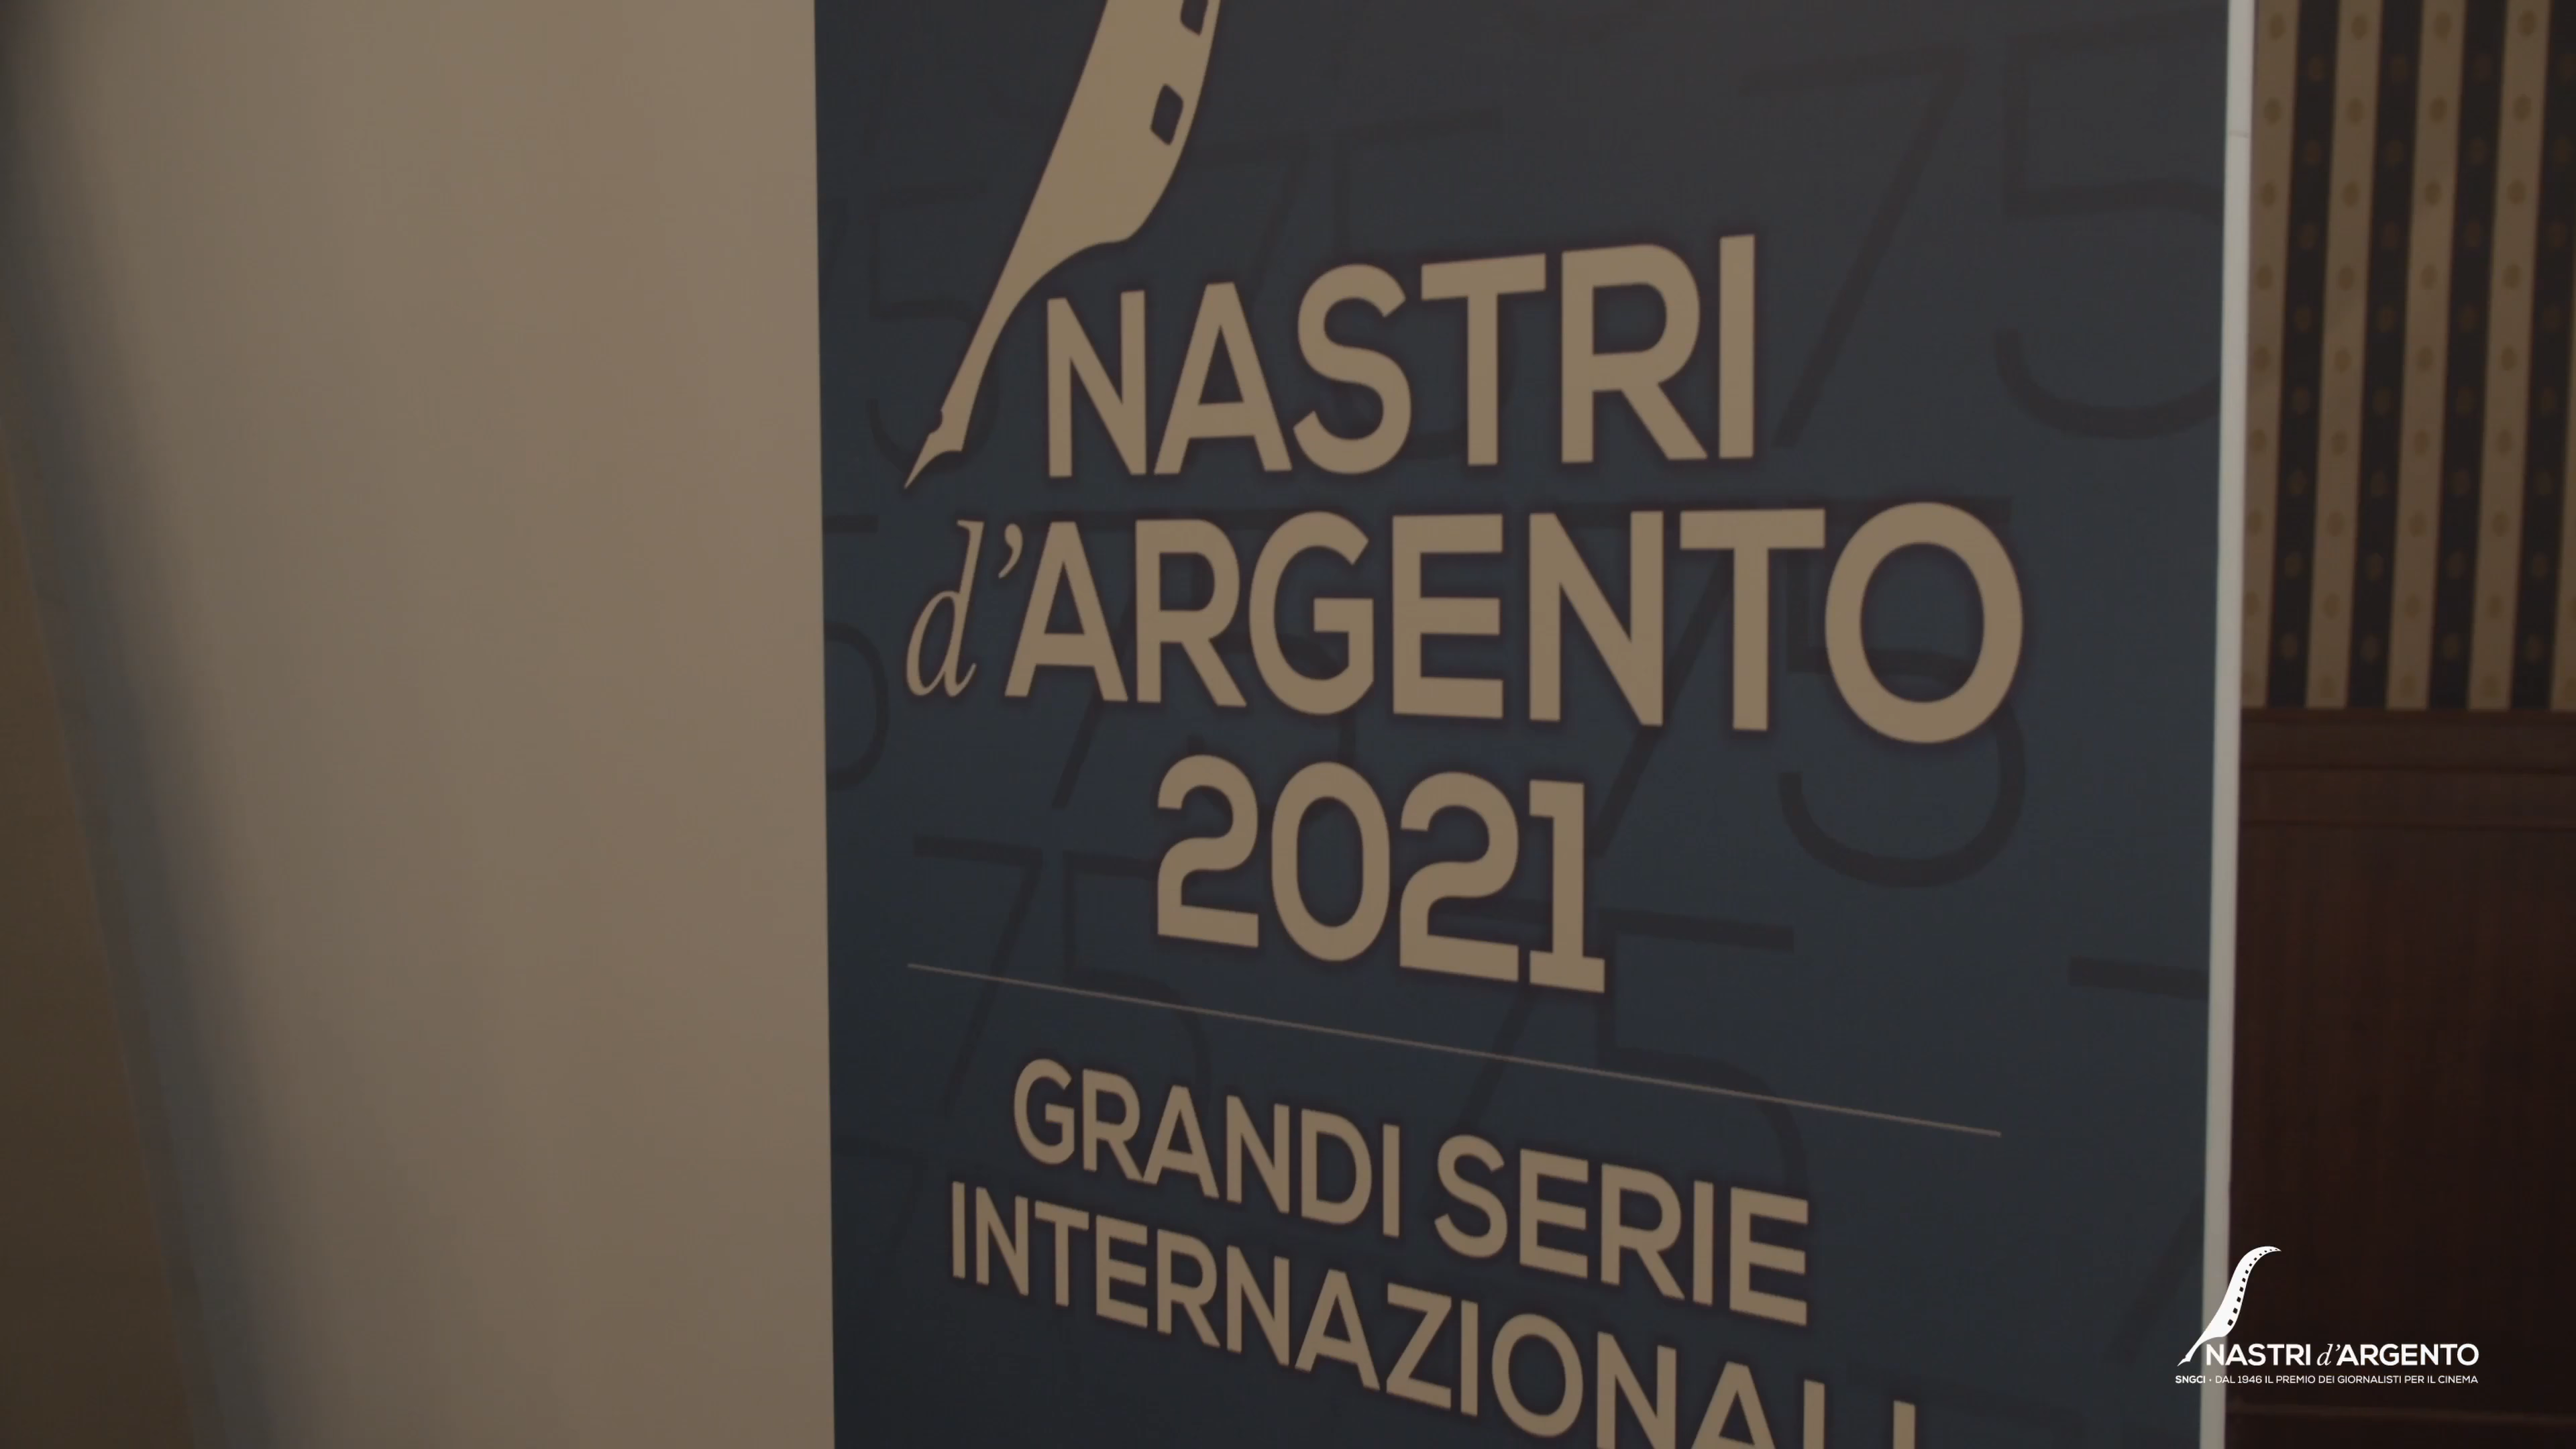 NASTRI
d'ARGENTO
2021
GRANDI SERIE
INTERNAZIONALI
NASTRI d'ARGENTO
SNGCI • DAL 1946 IL PREMIO DEI GIORNALISTI PER IL CINEMA